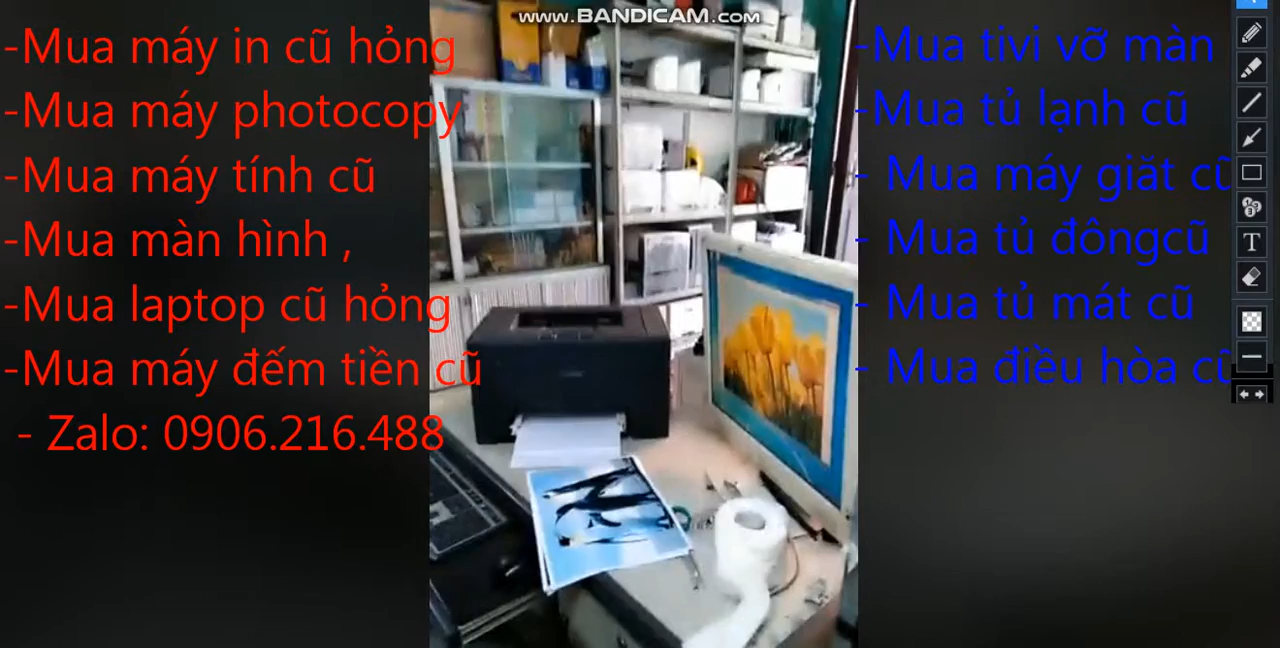 www.BANDICAM.com
-Mua máy in cũ hỏng
-Mua máy photocopy
-Mua máy tính cũ
-Mua màn hình ,
-Mua laptop cũ hỏng
-Mua máy đếm tiền cũ
- Zalo: 0906.216.488
-Mua tivi vỡ màn
-Mua tủ lạnh cũ
- Mua máy giăt cũ
- Mua tủ đôngcũ
- Mua tủ mát cũ
- Mua điều hòa cũ